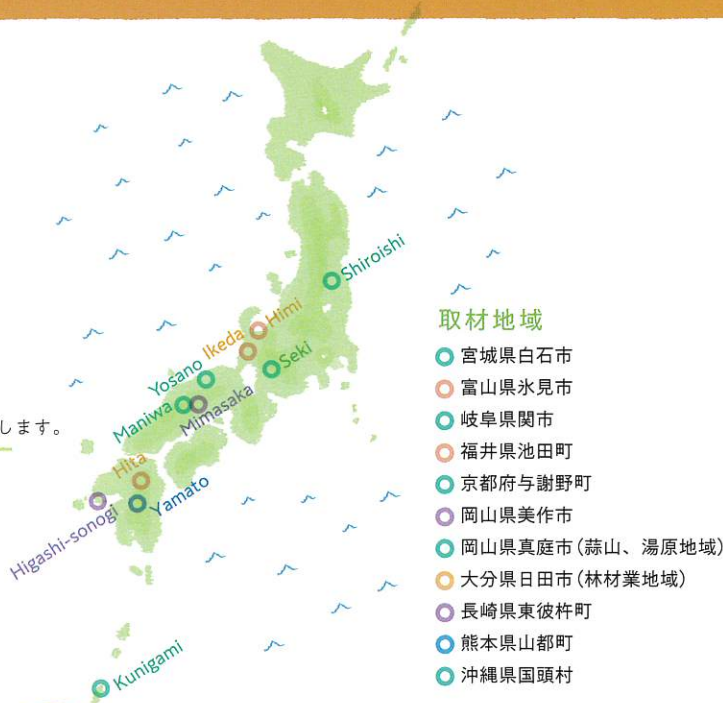 Shiroishi
Himi
Ikeda
Seki
Yosano
Maniwa
Mimasaka
します。
Hita
Yamato
Higashi-sonogi
Kunigami
取材地域
宮城県白石市
富山県氷見市
岐阜県関市
福井県池田町
京都府与謝野町
岡山県美作市
岡山県真庭市(蒜山、湯原地域)
大分県日田市(林材業地域)
長崎県東彼杵町
熊本県山都町
沖縄県国頭村